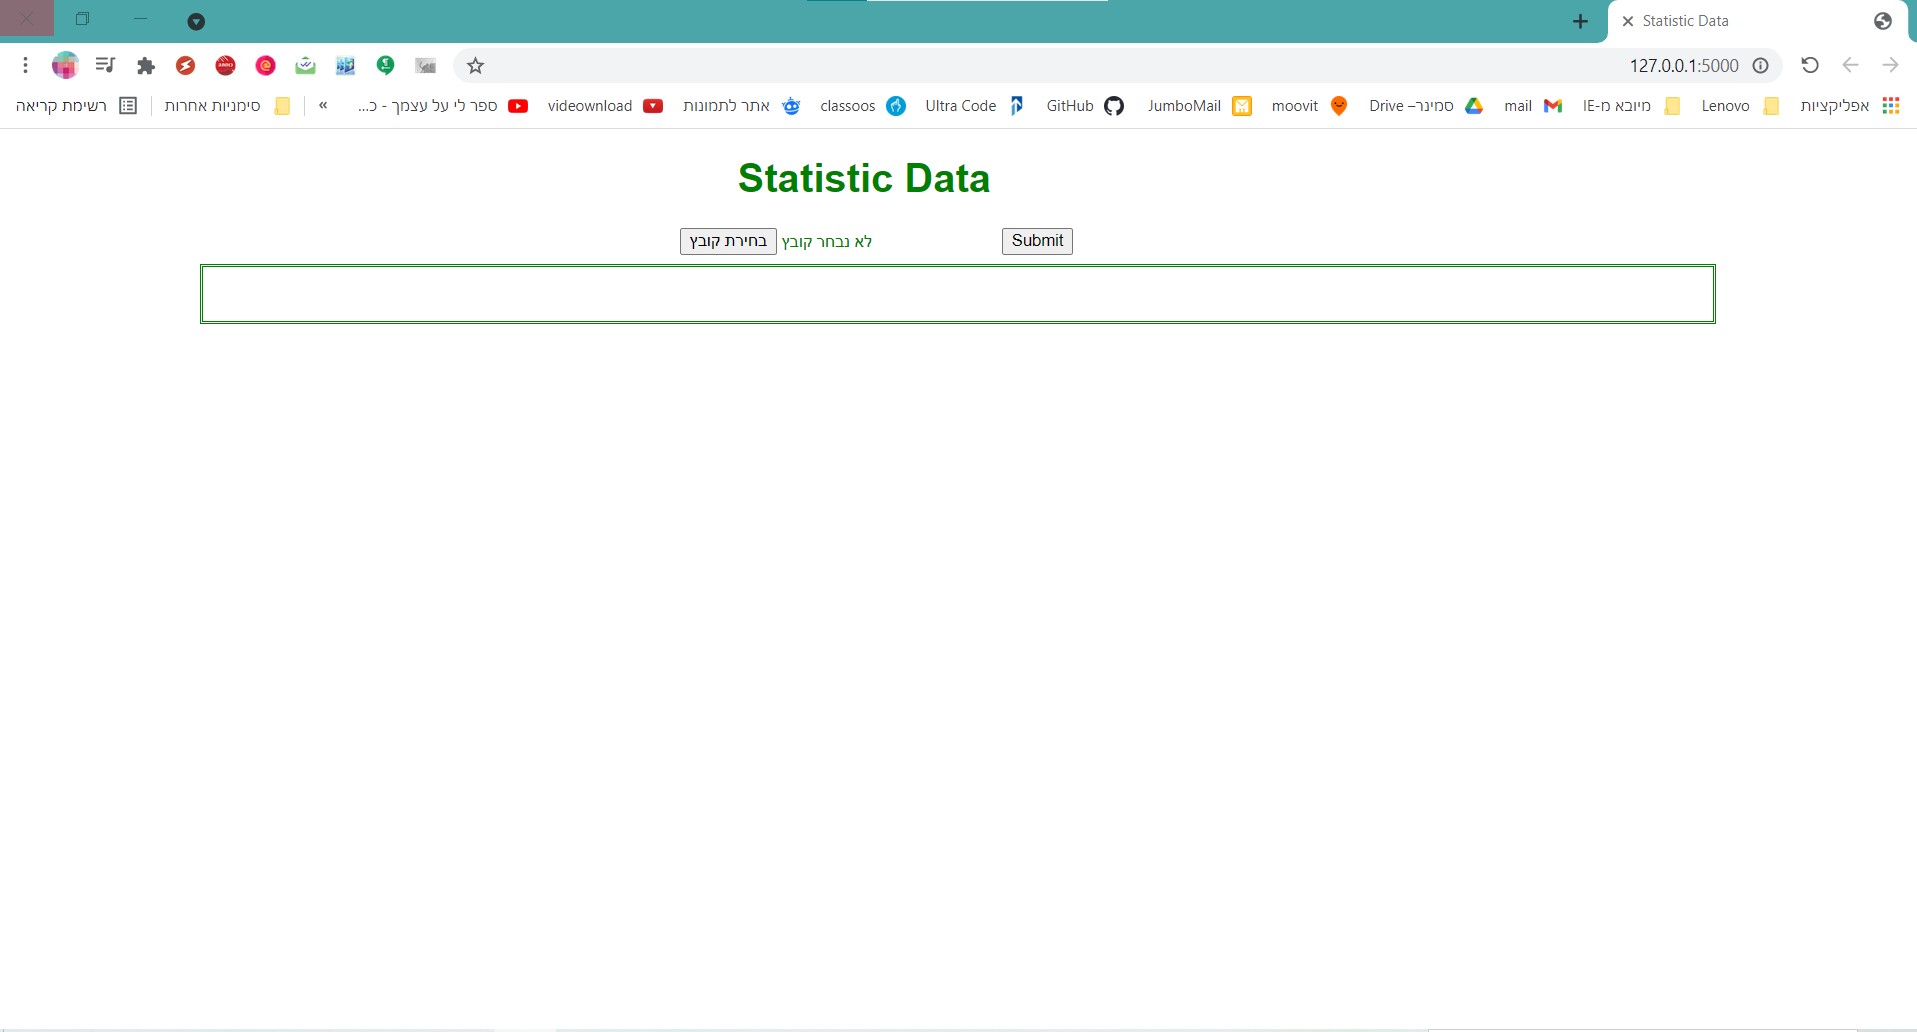 Statistic Data
127.0.0.1:5000
אפליקציות
Lenovo
מיובא מ-IE
mail
סמינר– Drive
moovit
JumboMail
GitHub
Ultra Code
classoos
אתר לתמונות
videownload
ספר לי על עצמך - כ...
»
סימניות אחרות
רשימת קריאה
Statistic Data
בחירת קובץ לא נבחר קובץ Submit